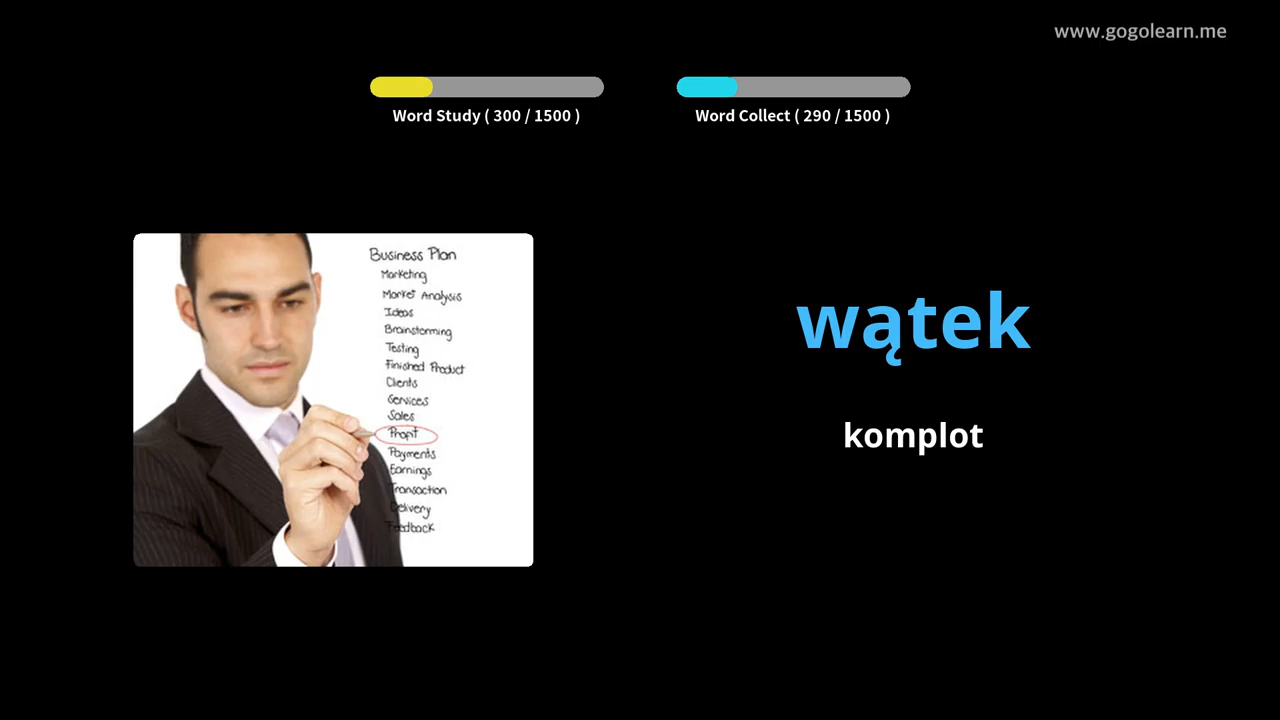 www.gogolearn.me
Word Study ( 300 / 1500 )
Word Collect ( 290 / 1500 )
Business Plan
Marketing
Market Analysis
Ideas
Brainstorming
Testing
Finished Product
Clients
Services
Sales
Profit
Payments
Earnings
Transaction
Delivery
Feedback
wątek
komplot